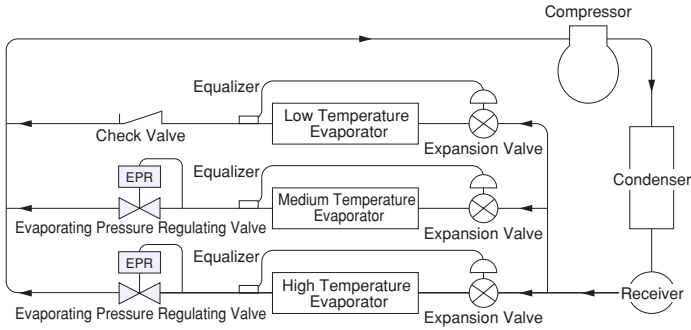 Compressor
Equalizer
Low Temperature
Evaporator
Check Valve
Expansion Valve
Condenser
EPR
Equalizer
Medium Temperature
Evaporator
Evaporating Pressure Regulating Valve
Expansion Valve
EPR
Equalizer
High Temperature
Evaporator
Receiver
Evaporating Pressure Regulating Valve
Expansion Valve